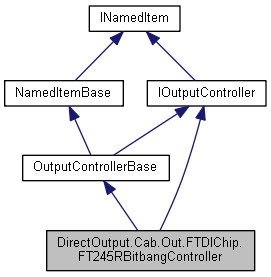 INamedItem
NamedItemBase
IOutputController
OutputControllerBase
DirectOutput.Cab.Out.FTDIChip.
FT245RBitbangController